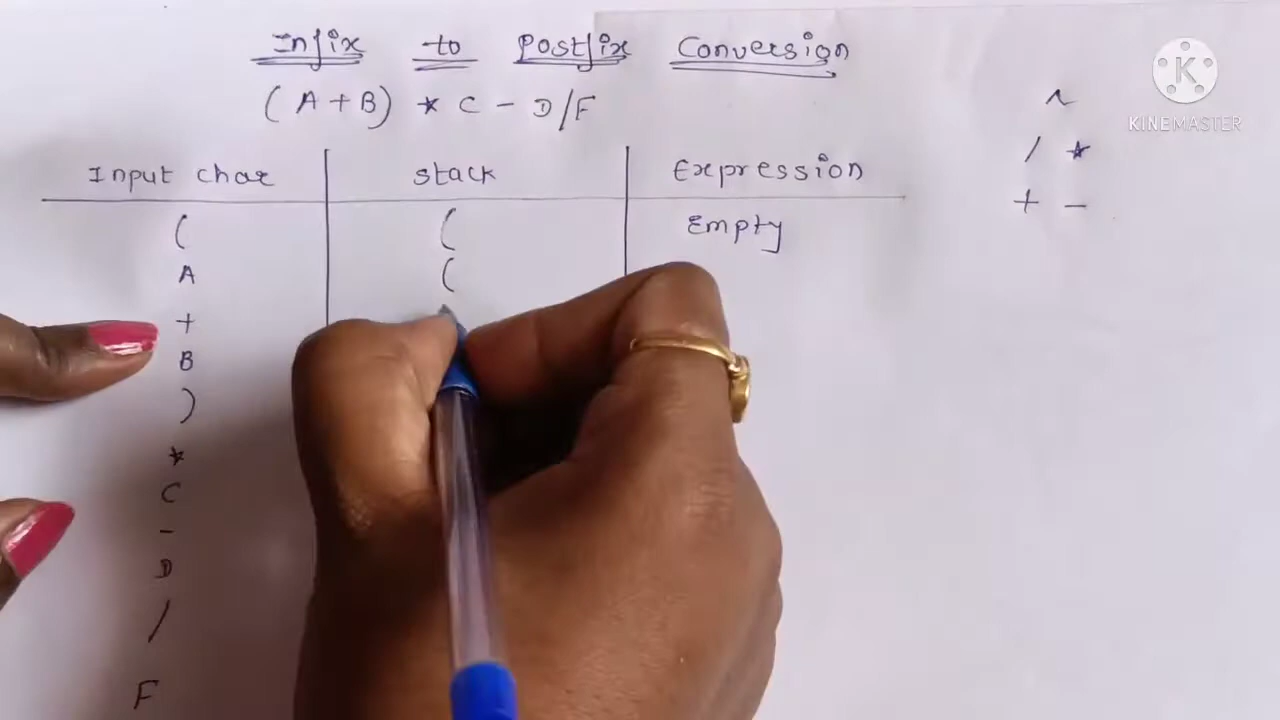 Infix to Postfix Conversion
(A+B) * C - D/F
Input char stack Expression
( ( Empty
A (
+
B
)
*
C
-
D
/
F
^
/ *
+ -
K
KINEMASTER